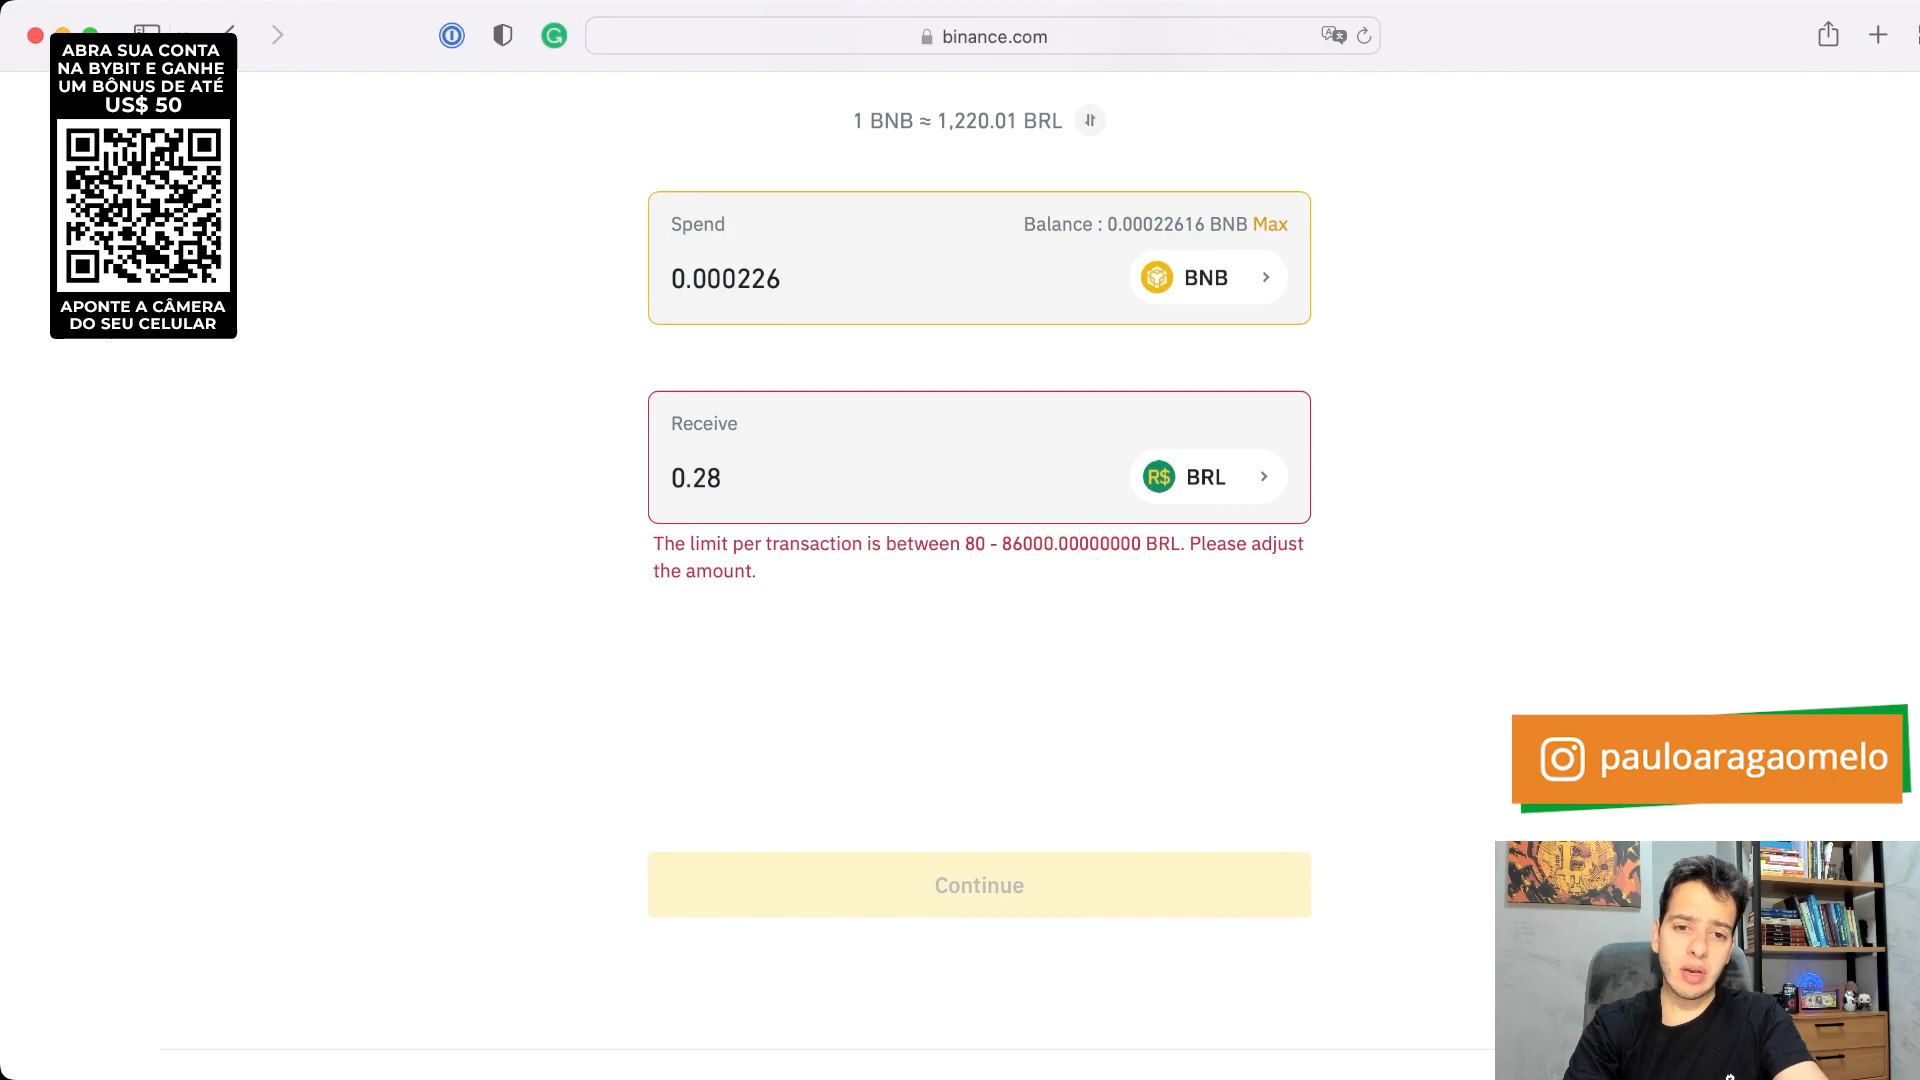 binance.com
ABRA SUA CONTA
NA BYBIT E GANHE
UM BÔNUS DE ATÉ
US$ 50
APONTE A CÂMERA
DO SEU CELULAR
1 BNB ≈ 1,220.01 BRL
Spend
Balance : 0.00022616 BNB Max
0.000226
BNB
Receive
0.28
R$ BRL
The limit per transaction is between 80 - 86000.00000000 BRL. Please adjust
the amount.
Continue
pauloaragaomelo